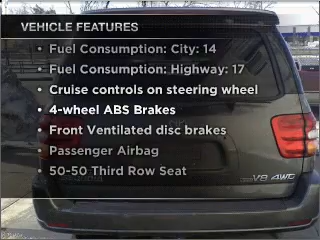 VEHICLE FEATURES
• Fuel Consumption: City: 14
• Fuel Consumption: Highway: 17
• Cruise controls on steering wheel
• 4-wheel ABS Brakes
• Front Ventilated disc brakes
• Passenger Airbag
• 50-50 Third Row Seat
V8 4WD